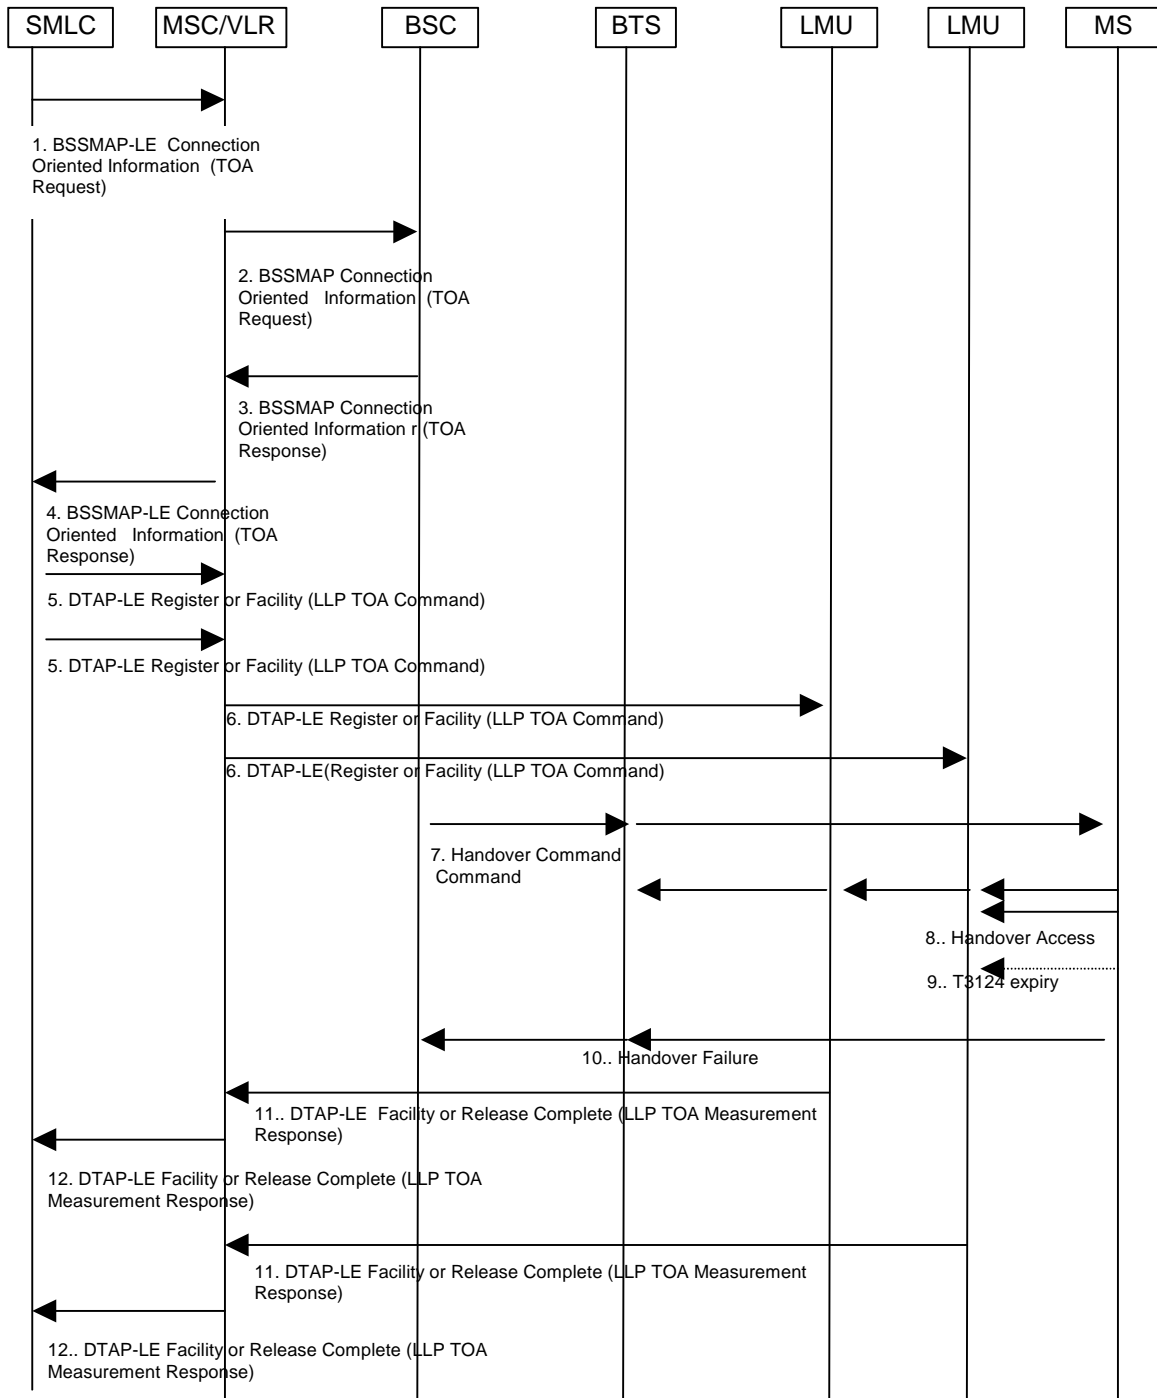 SMLC MSC/VLR BSC BTS LMU LMU MS
1. BSSMAP-LE Connection
Oriented Information (TOA
Request)
2. BSSMAP Connection
Oriented Information (TOA
Request)
3. BSSMAP Connection
Oriented Information r (TOA
Response)
4. BSSMAP-LE Connection
Oriented Information (TOA
Response)
5. DTAP-LE Register or Facility (LLP TOA Command)
5. DTAP-LE Register or Facility (LLP TOA Command)
6. DTAP-LE Register or Facility (LLP TOA Command)
6. DTAP-LE(Register or Facility (LLP TOA Command)
7. Handover Command
Command
8.. Handover Access
9.. T3124 expiry
10.. Handover Failure
11.. DTAP-LE Facility or Release Complete (LLP TOA Measurement
Response)
12. DTAP-LE Facility or Release Complete (LLP TOA
Measurement Response)
11. DTAP-LE Facility or Release Complete (LLP TOA Measurement
Response)
12.. DTAP-LE Facility or Release Complete (LLP TOA
Measurement Response)